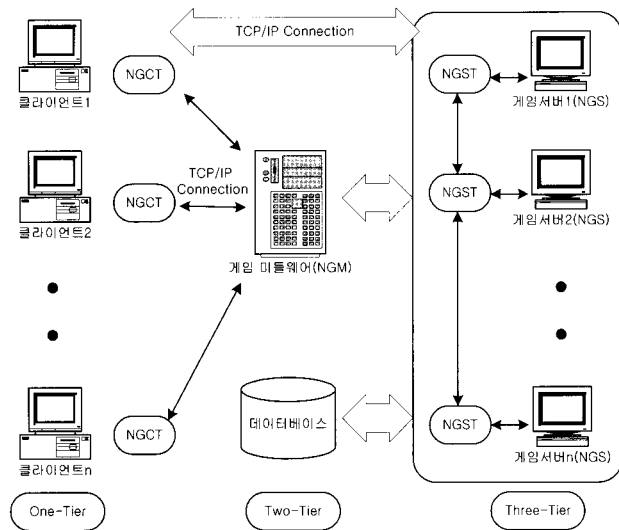 TCP/IP Connection
NGCT
클라이언트1
NGST
게임서버1(NGS)
TCP/IP
Connection
NGCT
클라이언트2
게임 미들웨어(NGM)
NGST
게임서버2(NGS)
NGCT
클라이언트n
데이터베이스
NGST
게임서버n(NGS)
One-Tier
Two-Tier
Three-Tier